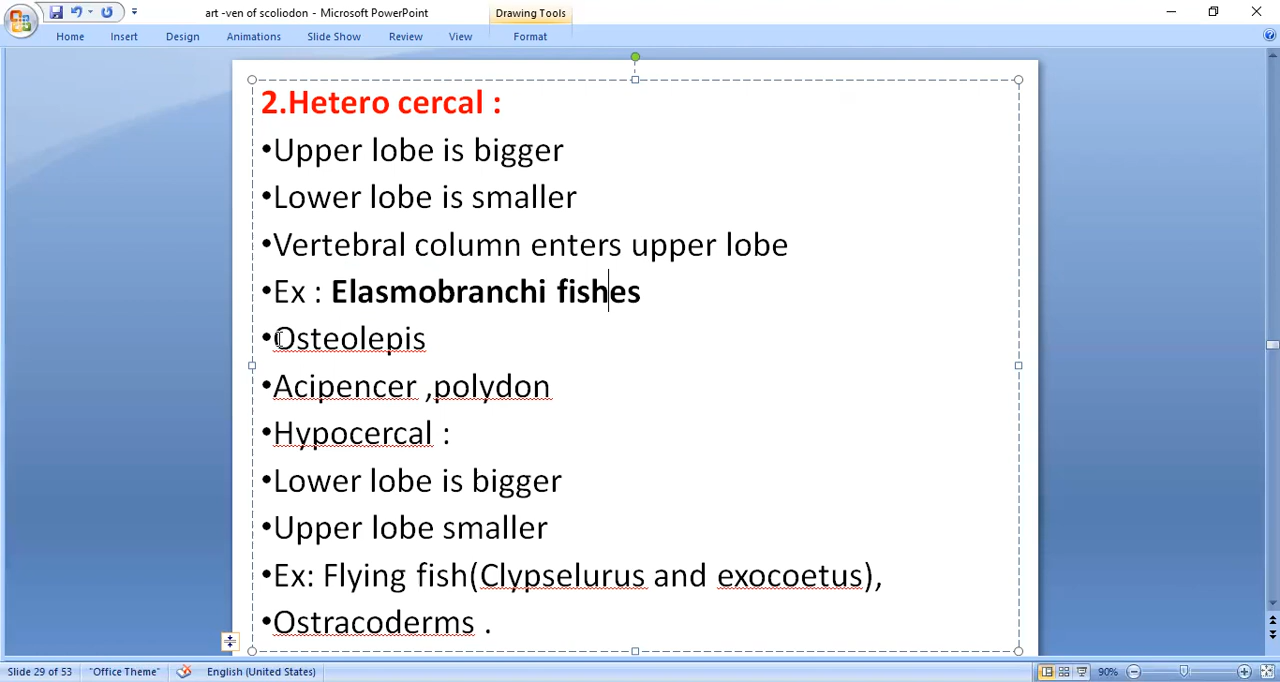 art -ven of scoliodon - Microsoft PowerPoint
Drawing Tools
Home Insert Design Animations Slide Show Review View Format
2.Hetero cercal :
•Upper lobe is bigger
•Lower lobe is smaller
•Vertebral column enters upper lobe
•Ex : Elasmobranchi fishes
•Osteolepis
•Acipencer ,polydon
•Hypocercal :
•Lower lobe is bigger
•Upper lobe smaller
•Ex: Flying fish(Clypselurus and exocoetus),
•Ostracoderms .
Slide 29 of 53 "Office Theme" English (United States) 90%